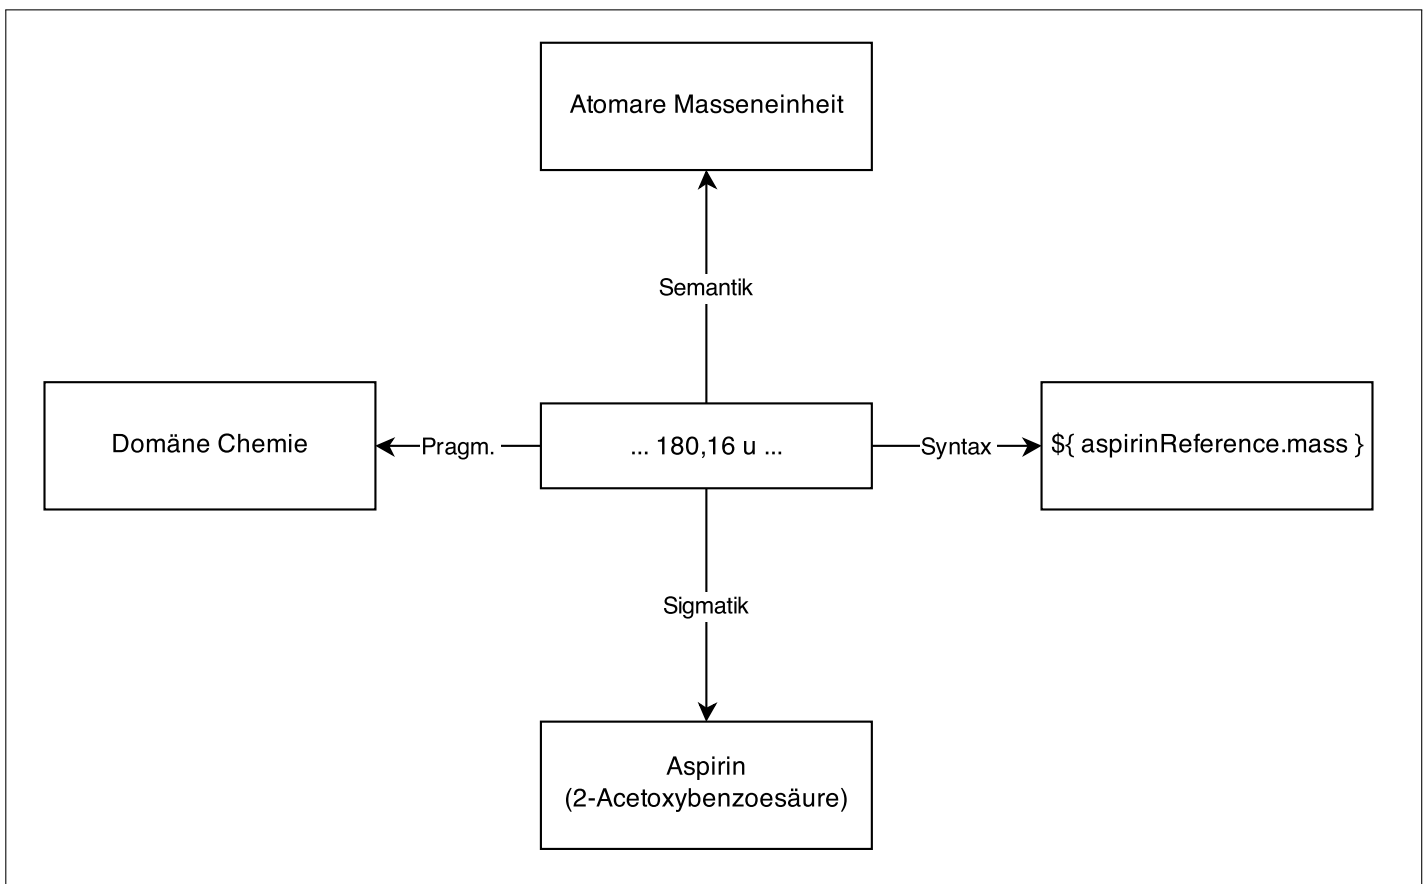 Atomare Masseneinheit
Semantik
Domäne Chemie
Pragm.
... 180,16 u ...
Syntax
${ aspirinReference.mass }
Sigmatik
Aspirin
(2-Acetoxybenzoesäure)